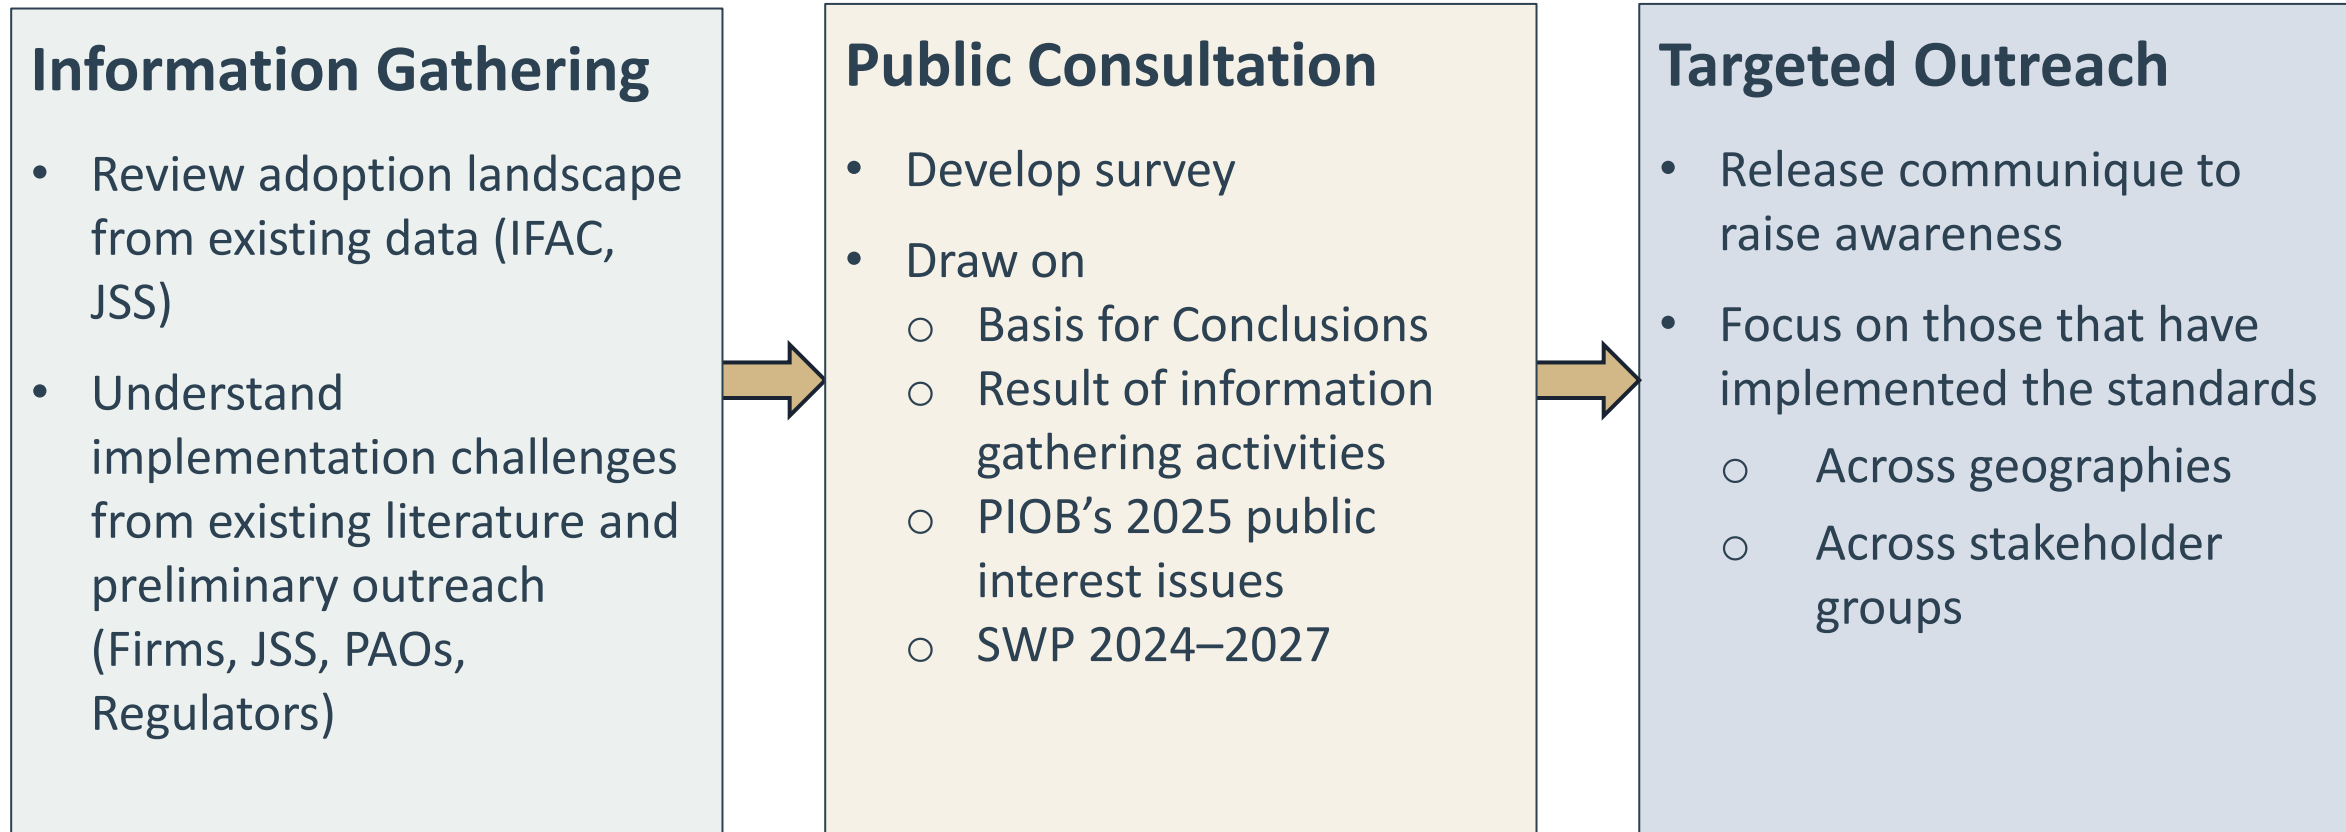 Information Gathering
• Review adoption landscape
from existing data (IFAC,
JSS)
• Understand
implementation challenges
from existing literature and
preliminary outreach
(Firms, JSS, PAOs,
Regulators)
Public Consultation
• Develop survey
• Draw on
o Basis for Conclusions
o Result of information
gathering activities
o PIOB’s 2025 public
interest issues
o SWP 2024–2027
Targeted Outreach
• Release communique to
raise awareness
• Focus on those that have
implemented the standards
o Across geographies
o Across stakeholder
groups